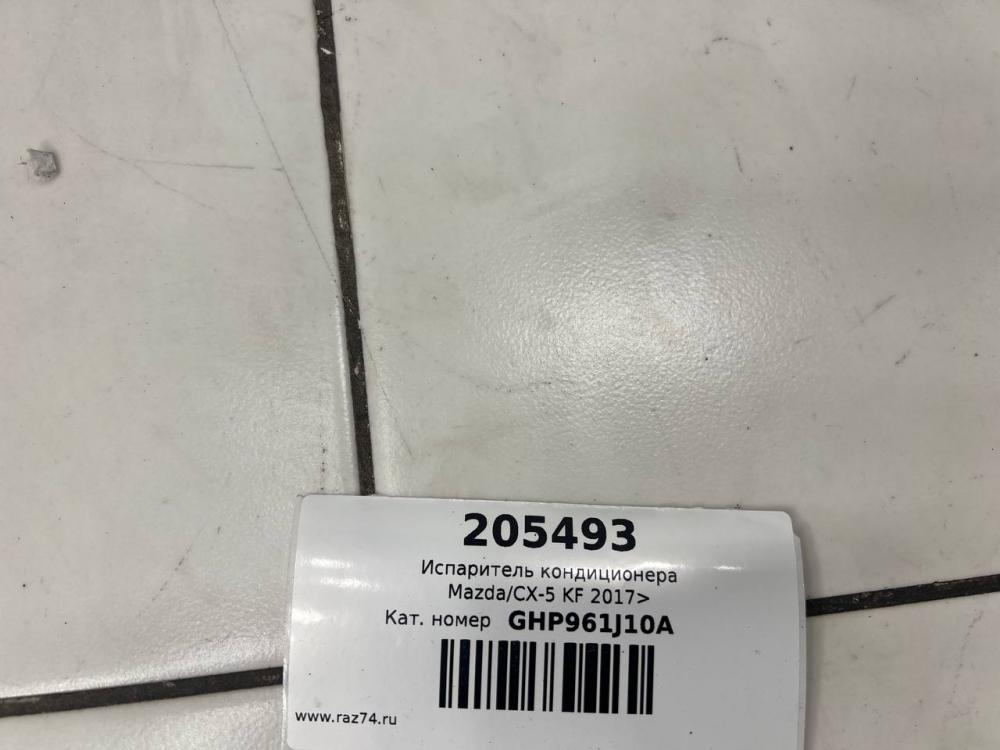 205493
Испаритель кондиционера
Mazda/CX-5 KF 2017>
Кат. номер GHP961J10A
www.raz74.ru